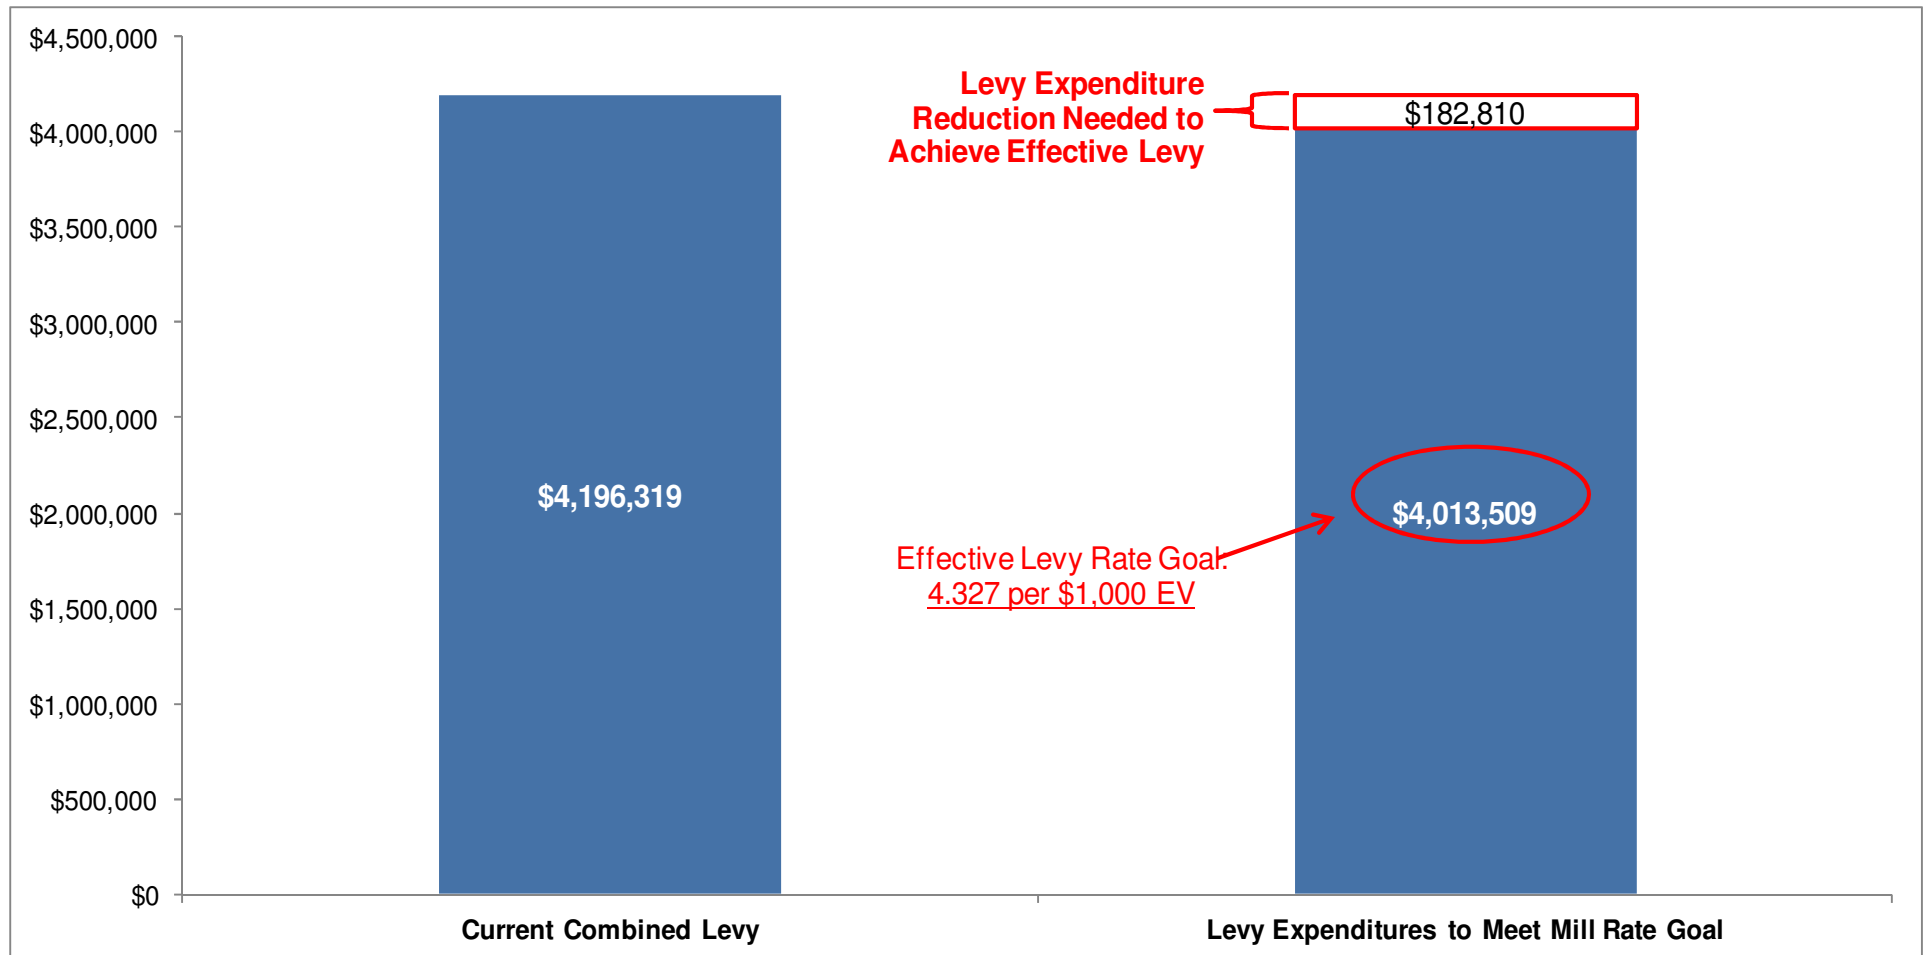 $4,500,000
$4,000,000
$3,500,000
$3,000,000
$2,500,000
$2,000,000
$1,500,000
$1,000,000
$500,000
$0
Levy Expenditure
Reduction Needed to
Achieve Effective Levy
$182,810
$4,196,319
$4,013,509
Effective Levy Rate Goal:
4.327 per $1,000 EV
Current Combined Levy
Levy Expenditures to Meet Mill Rate Goal